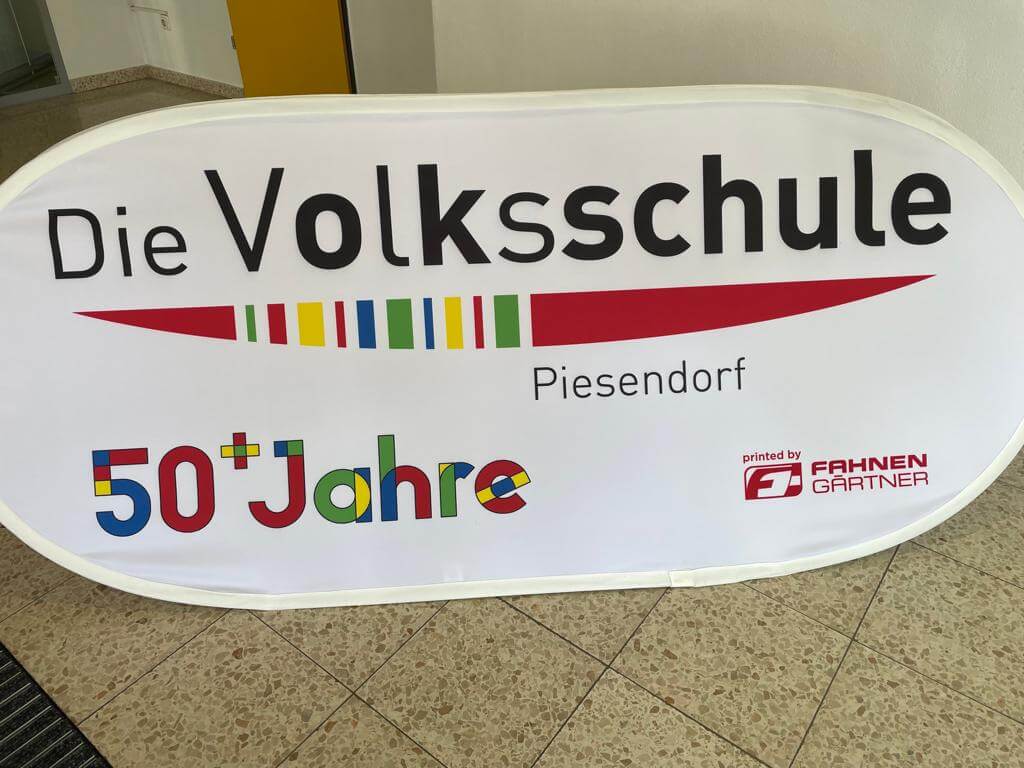 Die Volksschule
Piesendorf
50+Jahre
printed by
FAHNEN
GÄRTNER